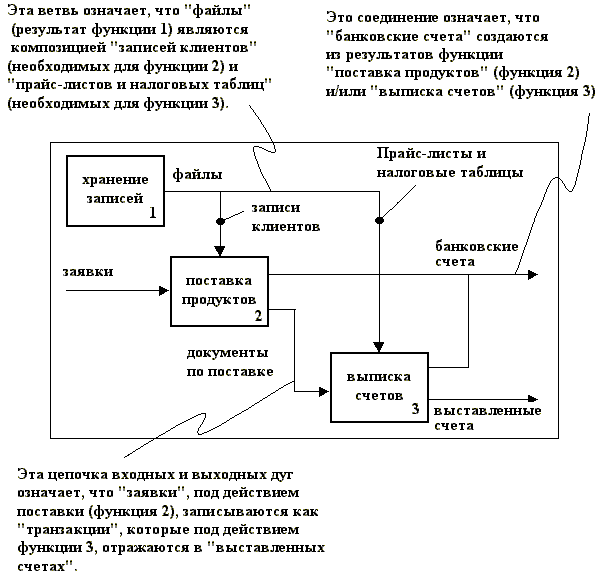 Эта ветвь означает, что "файлы"
(результат функции 1) являются
композицией "записей клиентов"
(необходимых для функции 2) и
"прайс-листов и налоговых таблиц"
(необходимых для функции 3).
Это соединение означает, что
"банковские счета" создаются
из результатов функции
"поставка продуктов" (функция 2)
и/или "выписка счетов" (функция 3)
хранение
записей
1
файлы
Прайс-листы и
налоговые таблицы
записи
клиентов
банковские
счета
заявки
поставка
продуктов
2
документы
по поставке
выписка
счетов
3
выставленные
счета
Эта цепочка входных и выходных дуг
означает, что "заявки", под действием
поставки (функция 2), записываются как
"транзакции", которые под действием
функции 3, отражаются в "выставленных
счетах".